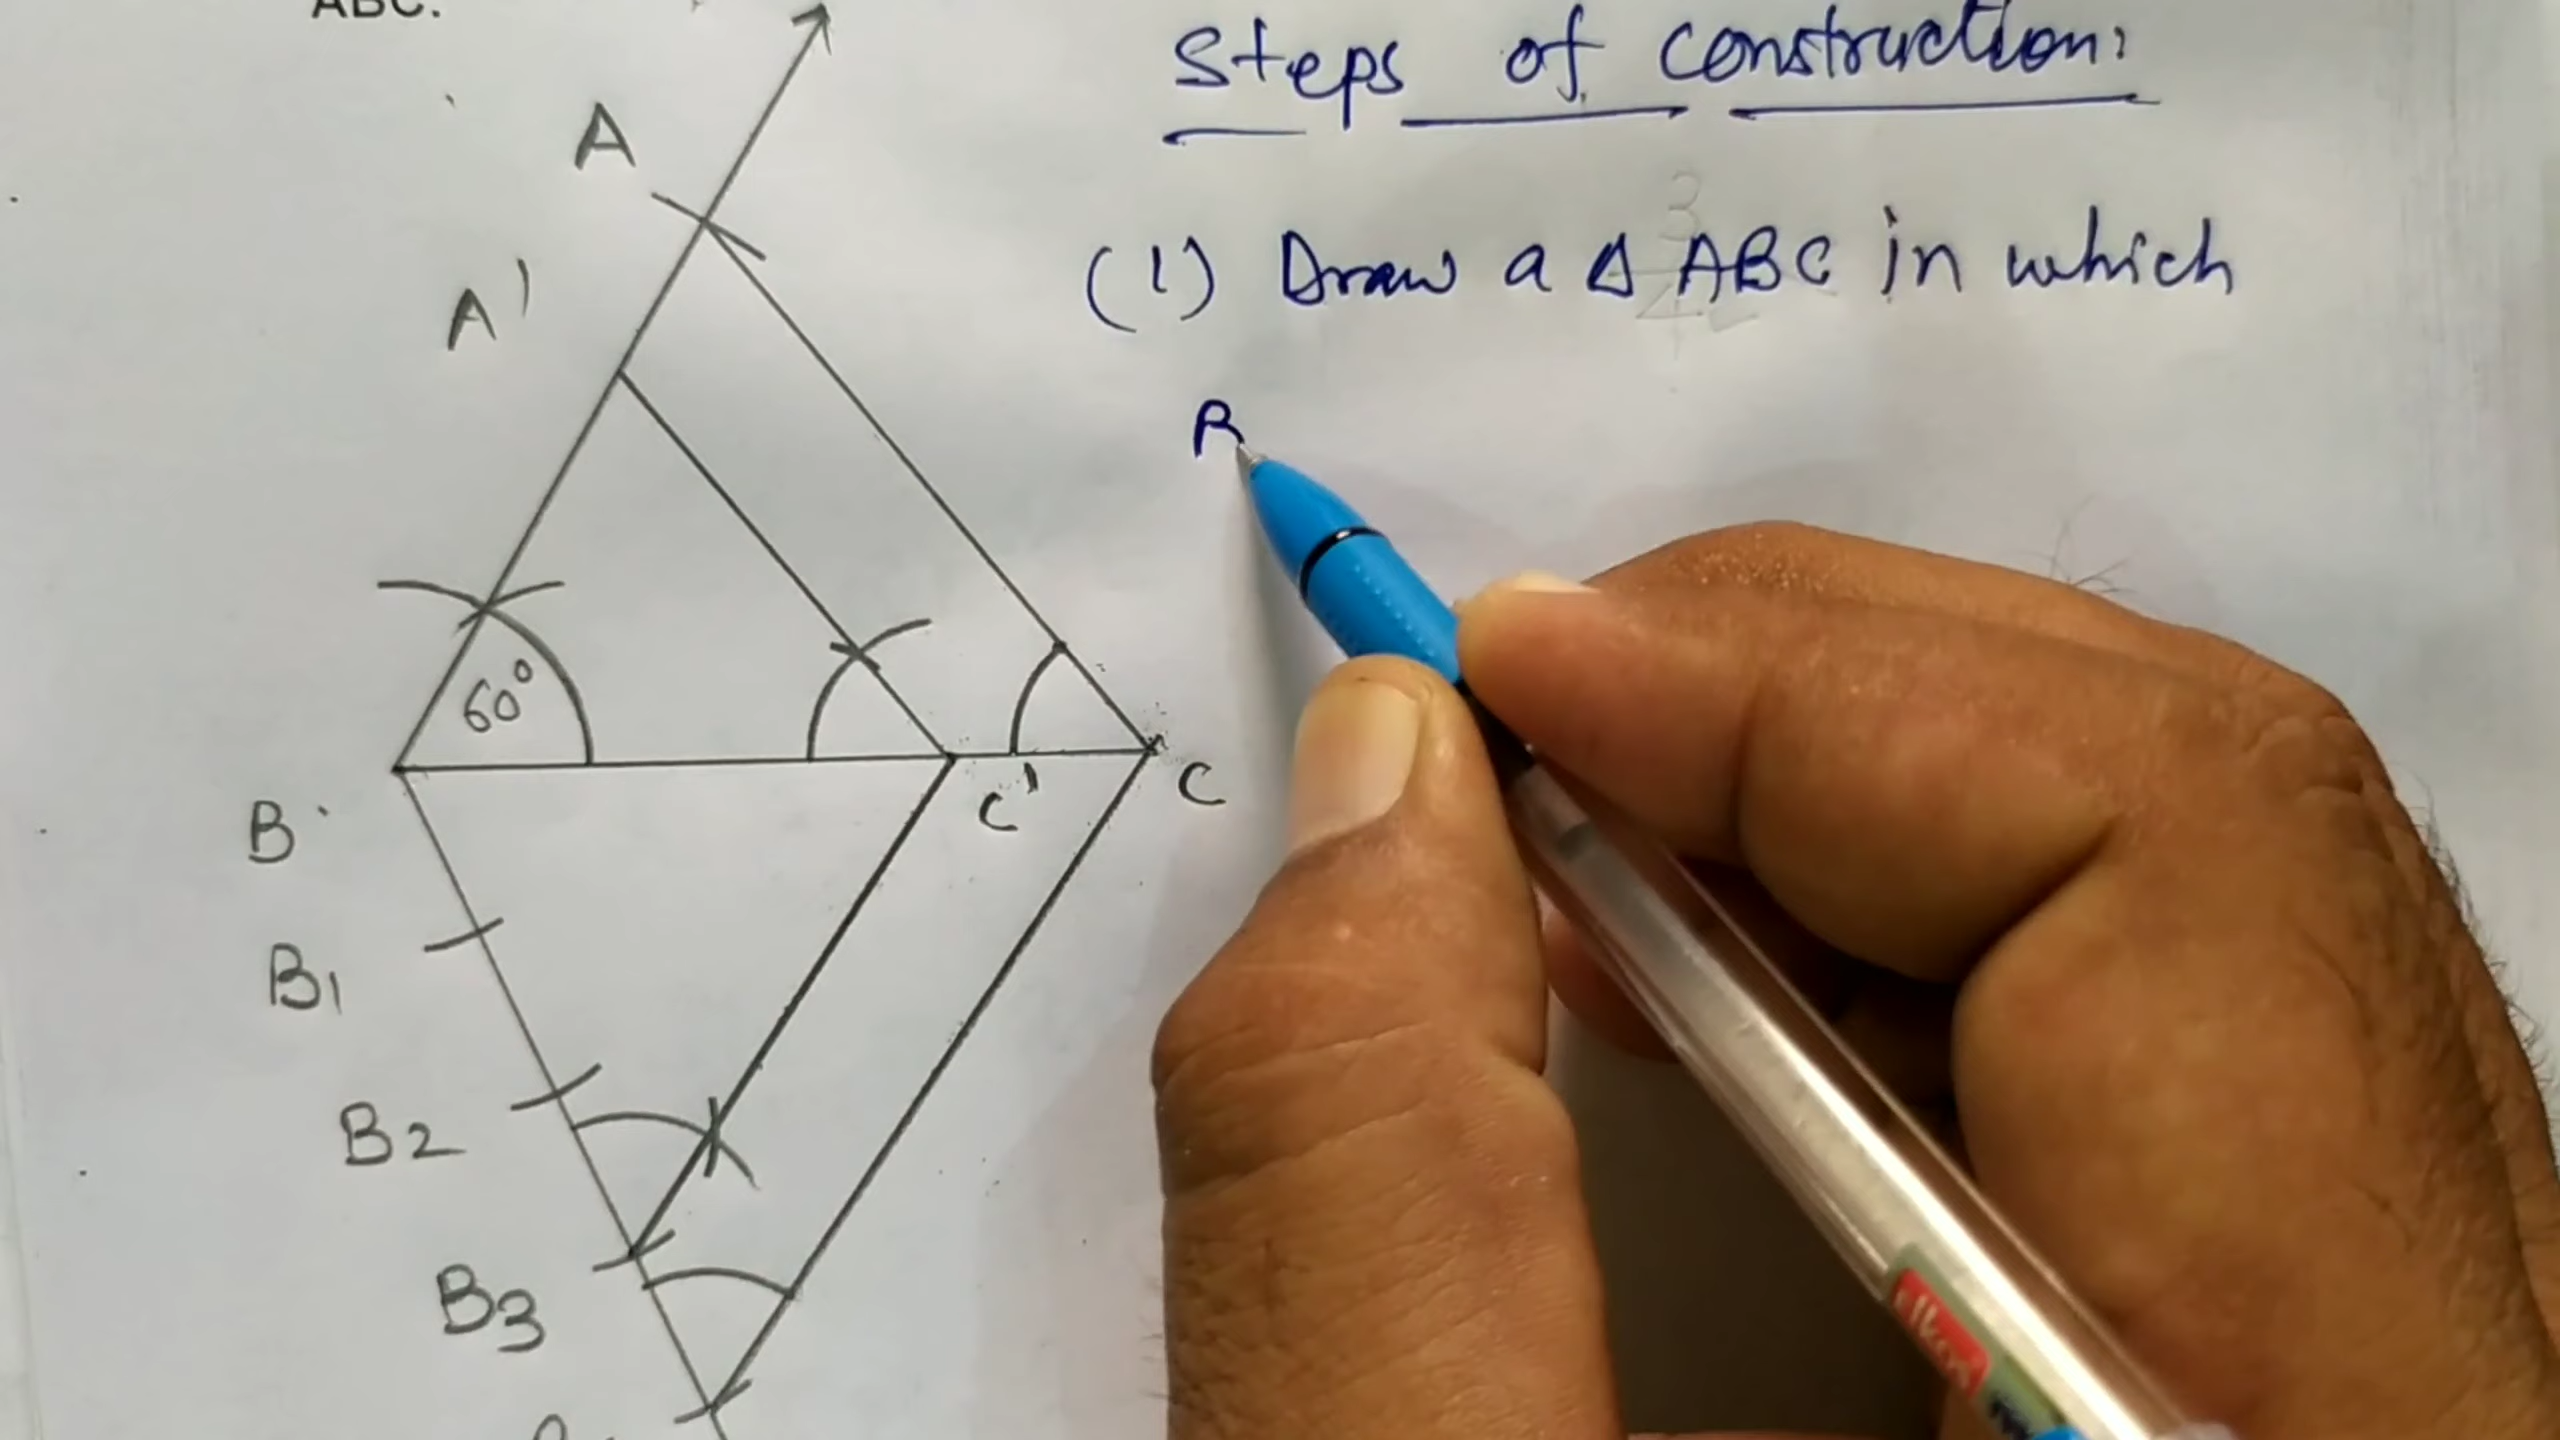 ABC.
Steps of construction:
(1) Draw a Δ ABC in which
B
A
A'
60°
B
C'
C
B1
B2
B3